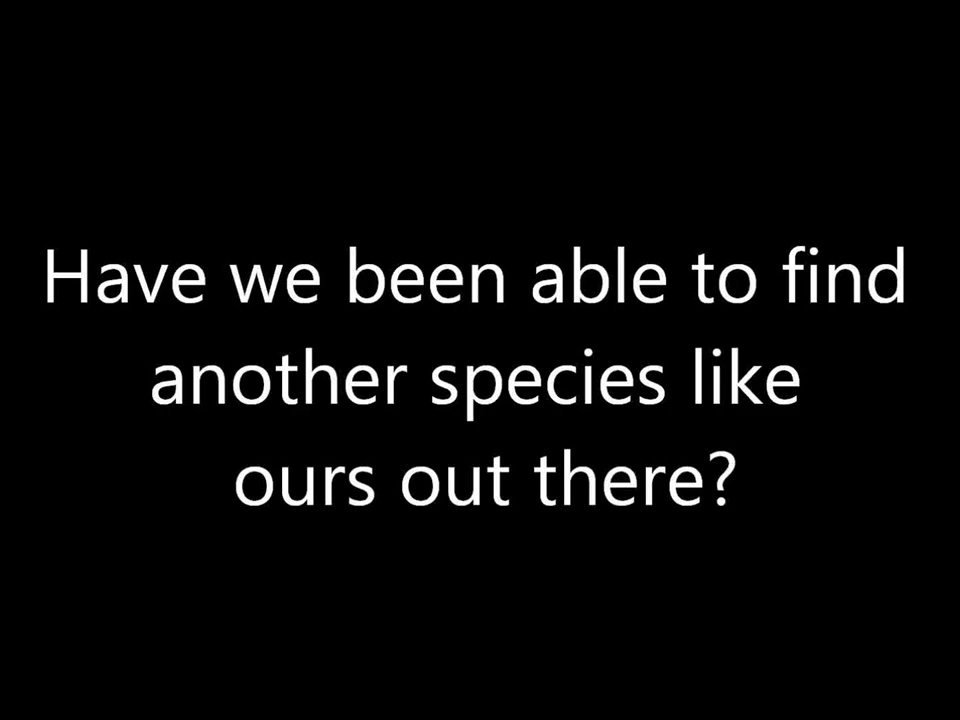 Have we been able to find
another species like
ours out there?